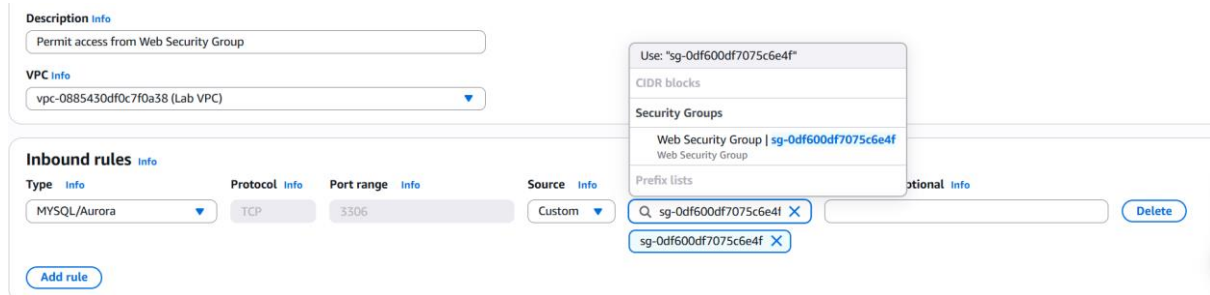 Description Info
Permit access from Web Security Group
VPC Info
vpc-0885430df0c7f0a38 (Lab VPC)
Use: "sg-0df600df7075c6e4f"
CIDR blocks
Security Groups
Web Security Group | sg-0df600df7075c6e4f
Web Security Group
Prefix lists
Inbound rules Info
Type Info
Protocol Info
Port range Info
Source Info
ptional Info
MYSQL/Aurora
TCP
3306
Custom
sg-0df600df7075c6e4f
Delete
sg-0df600df7075c6e4f
Add rule